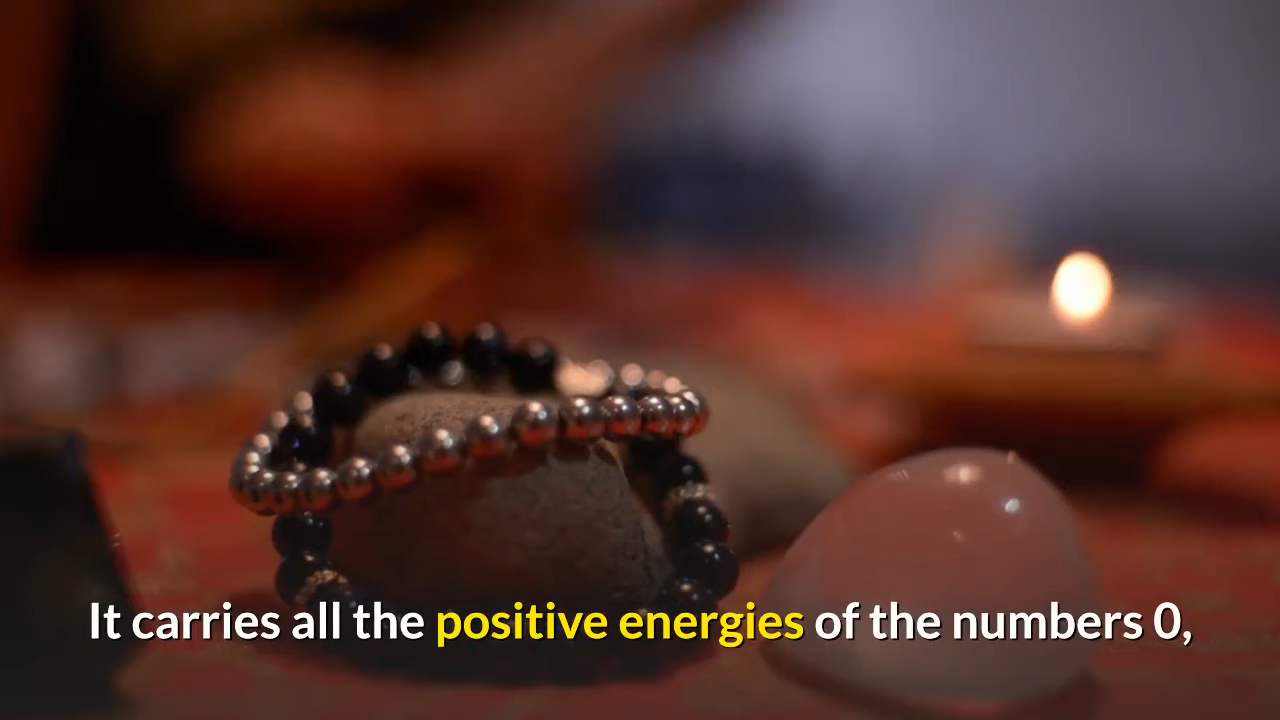 It carries all the positive energies of the numbers 0,